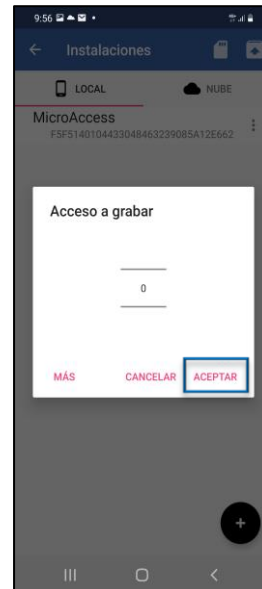 9:56
Instalaciones
LOCAL NUBE
MicroAccess
F5F5140104433048463239085A12E662
Acceso a grabar
0
MÁS CANCELAR ACEPTAR